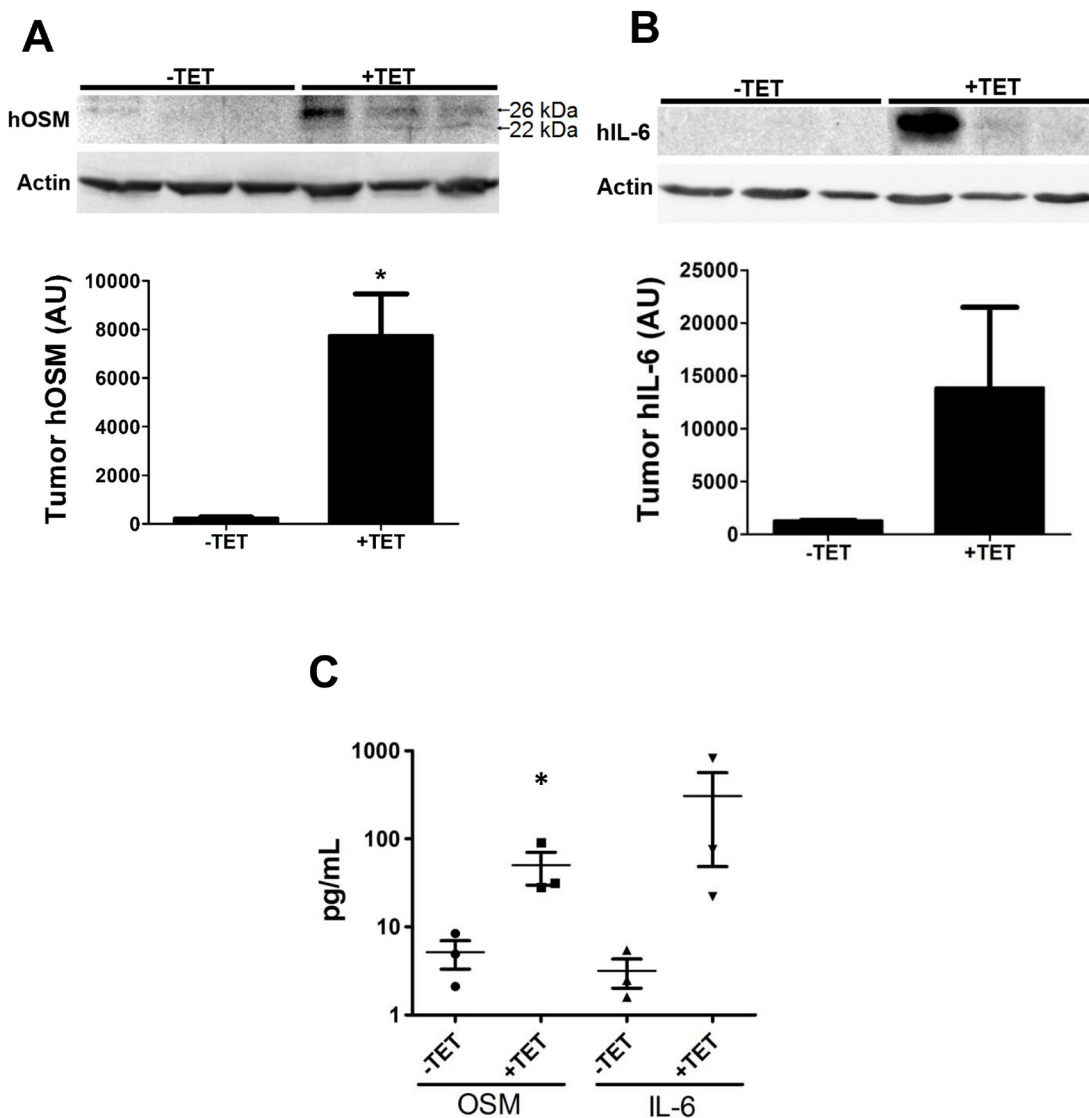 A
-TET +TET
hOSM
←26 kDa
←22 kDa
Actin
Tumor hOSM (AU)
10000
8000
6000
4000
2000
0
*
-TET +TET
B
-TET +TET
hIL-6
Actin
Tumor hIL-6 (AU)
25000
20000
15000
10000
5000
0
-TET +TET
C
pg/mL
1000
100
10
1
*
-TET +TET -TET +TET
OSM IL-6